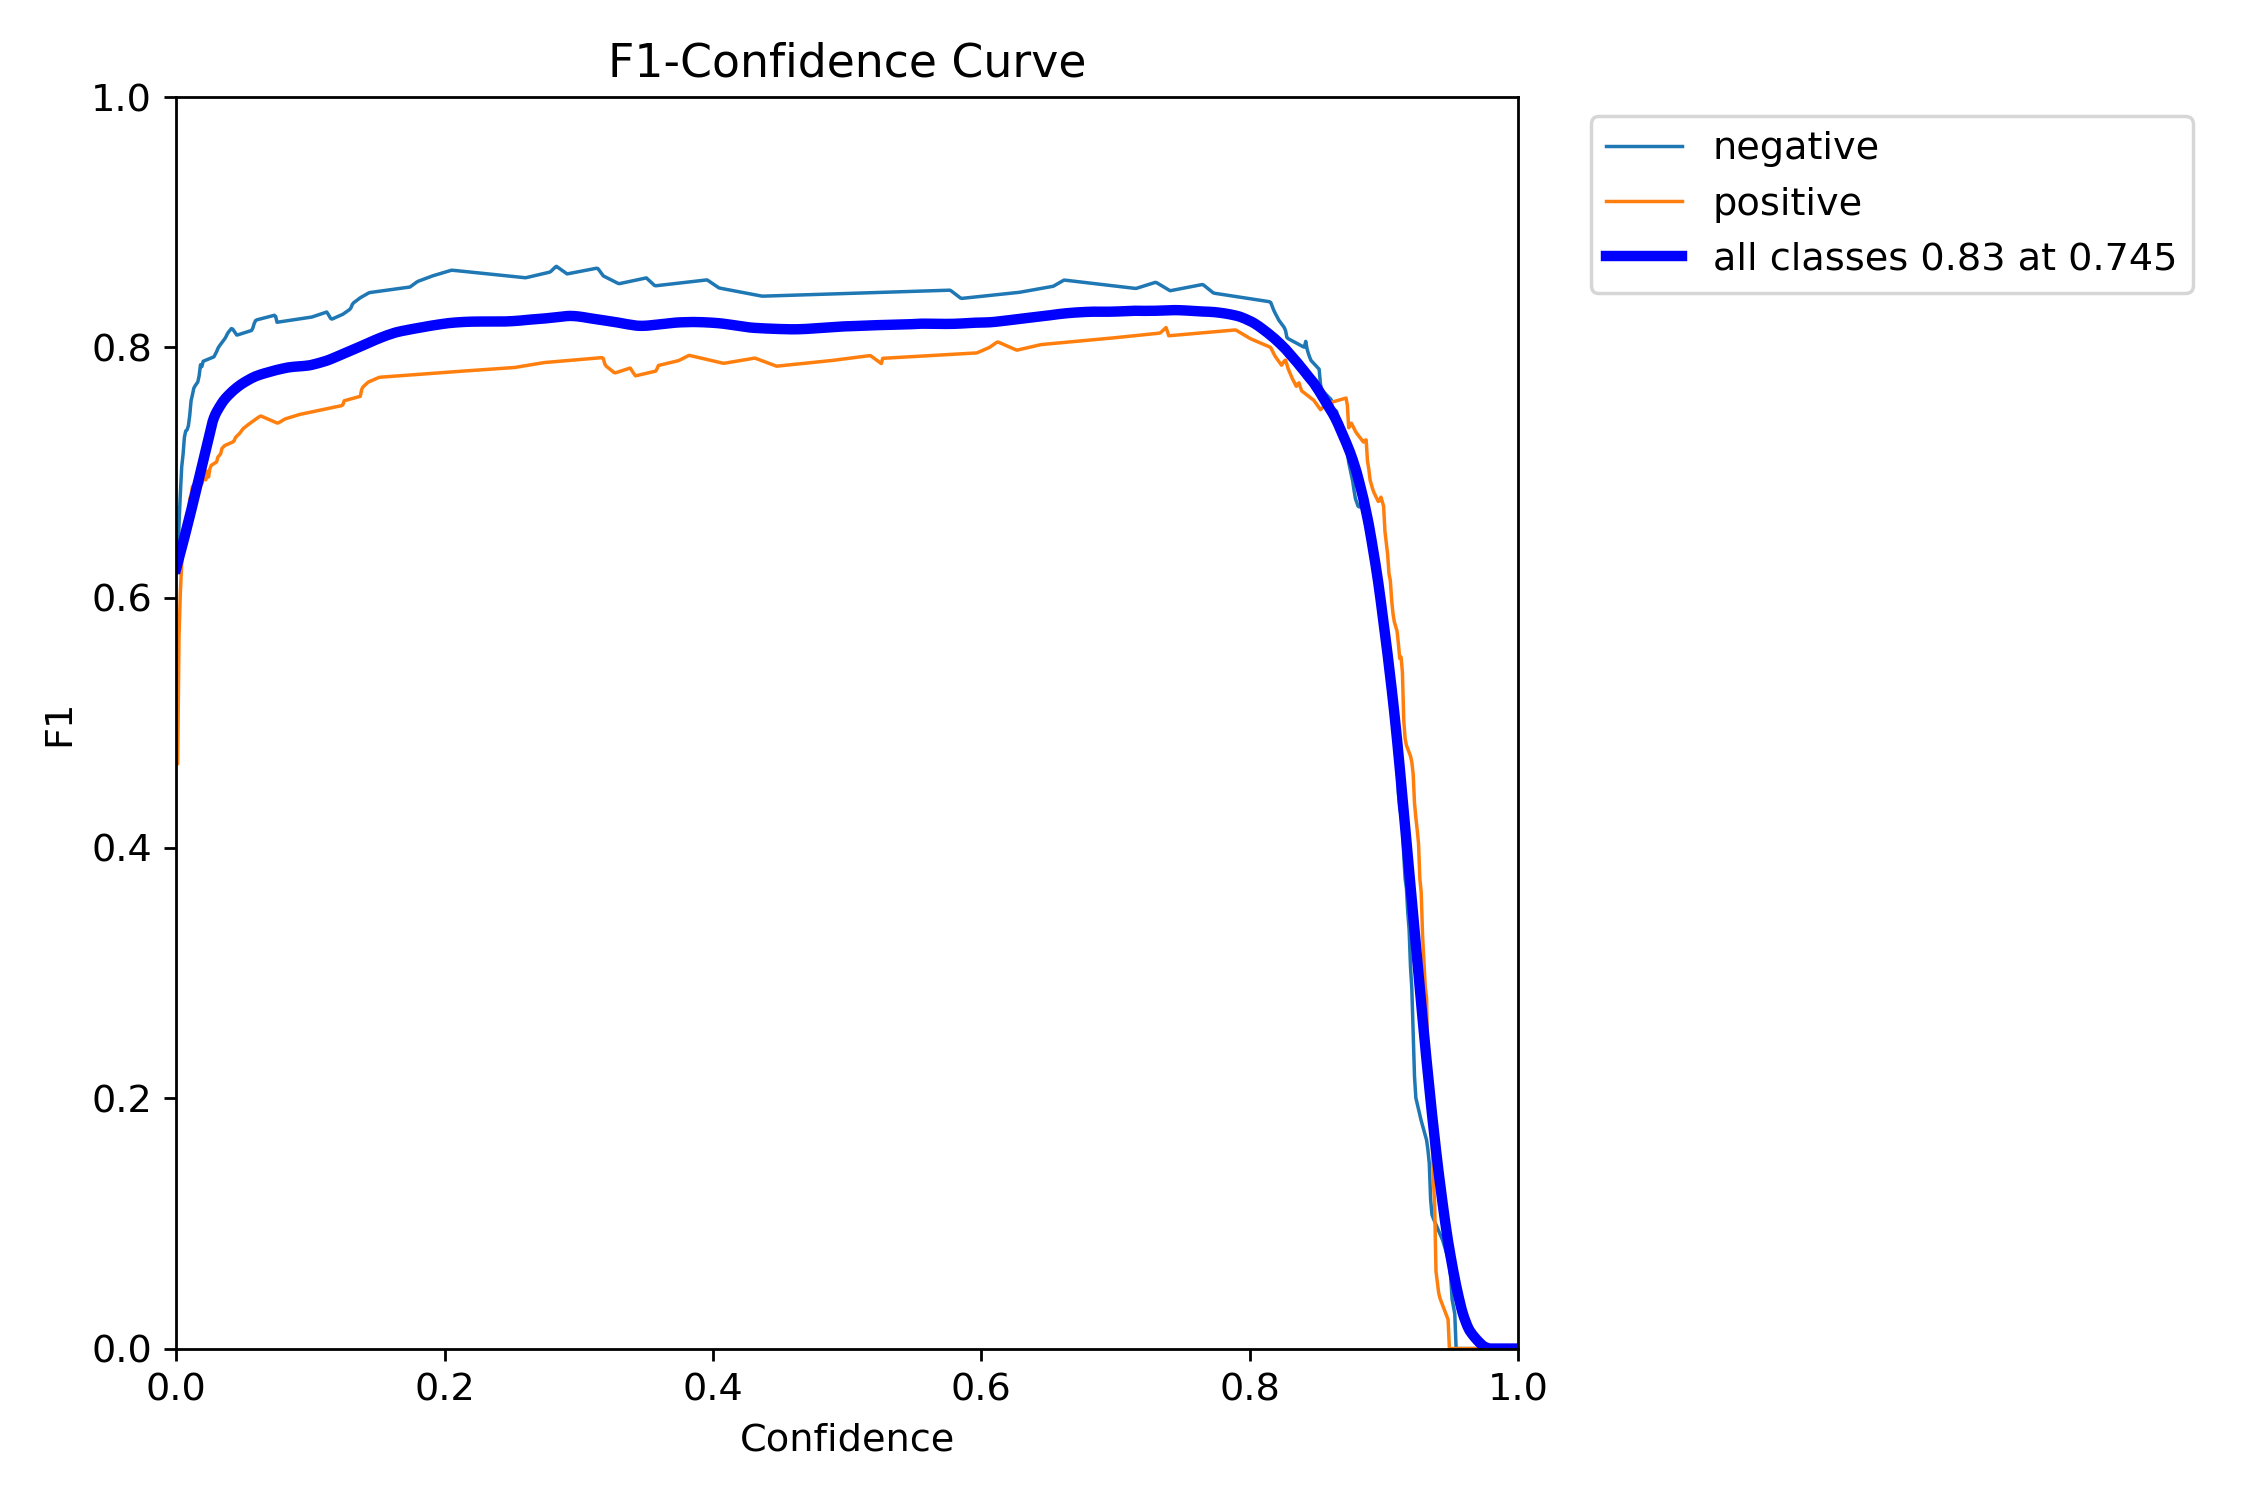 F1-Confidence Curve
1.0
0.8
0.6
0.4
0.2
0.0
F1
0.0 0.2 0.4 0.6 0.8 1.0
Confidence
negative
positive
all classes 0.83 at 0.745